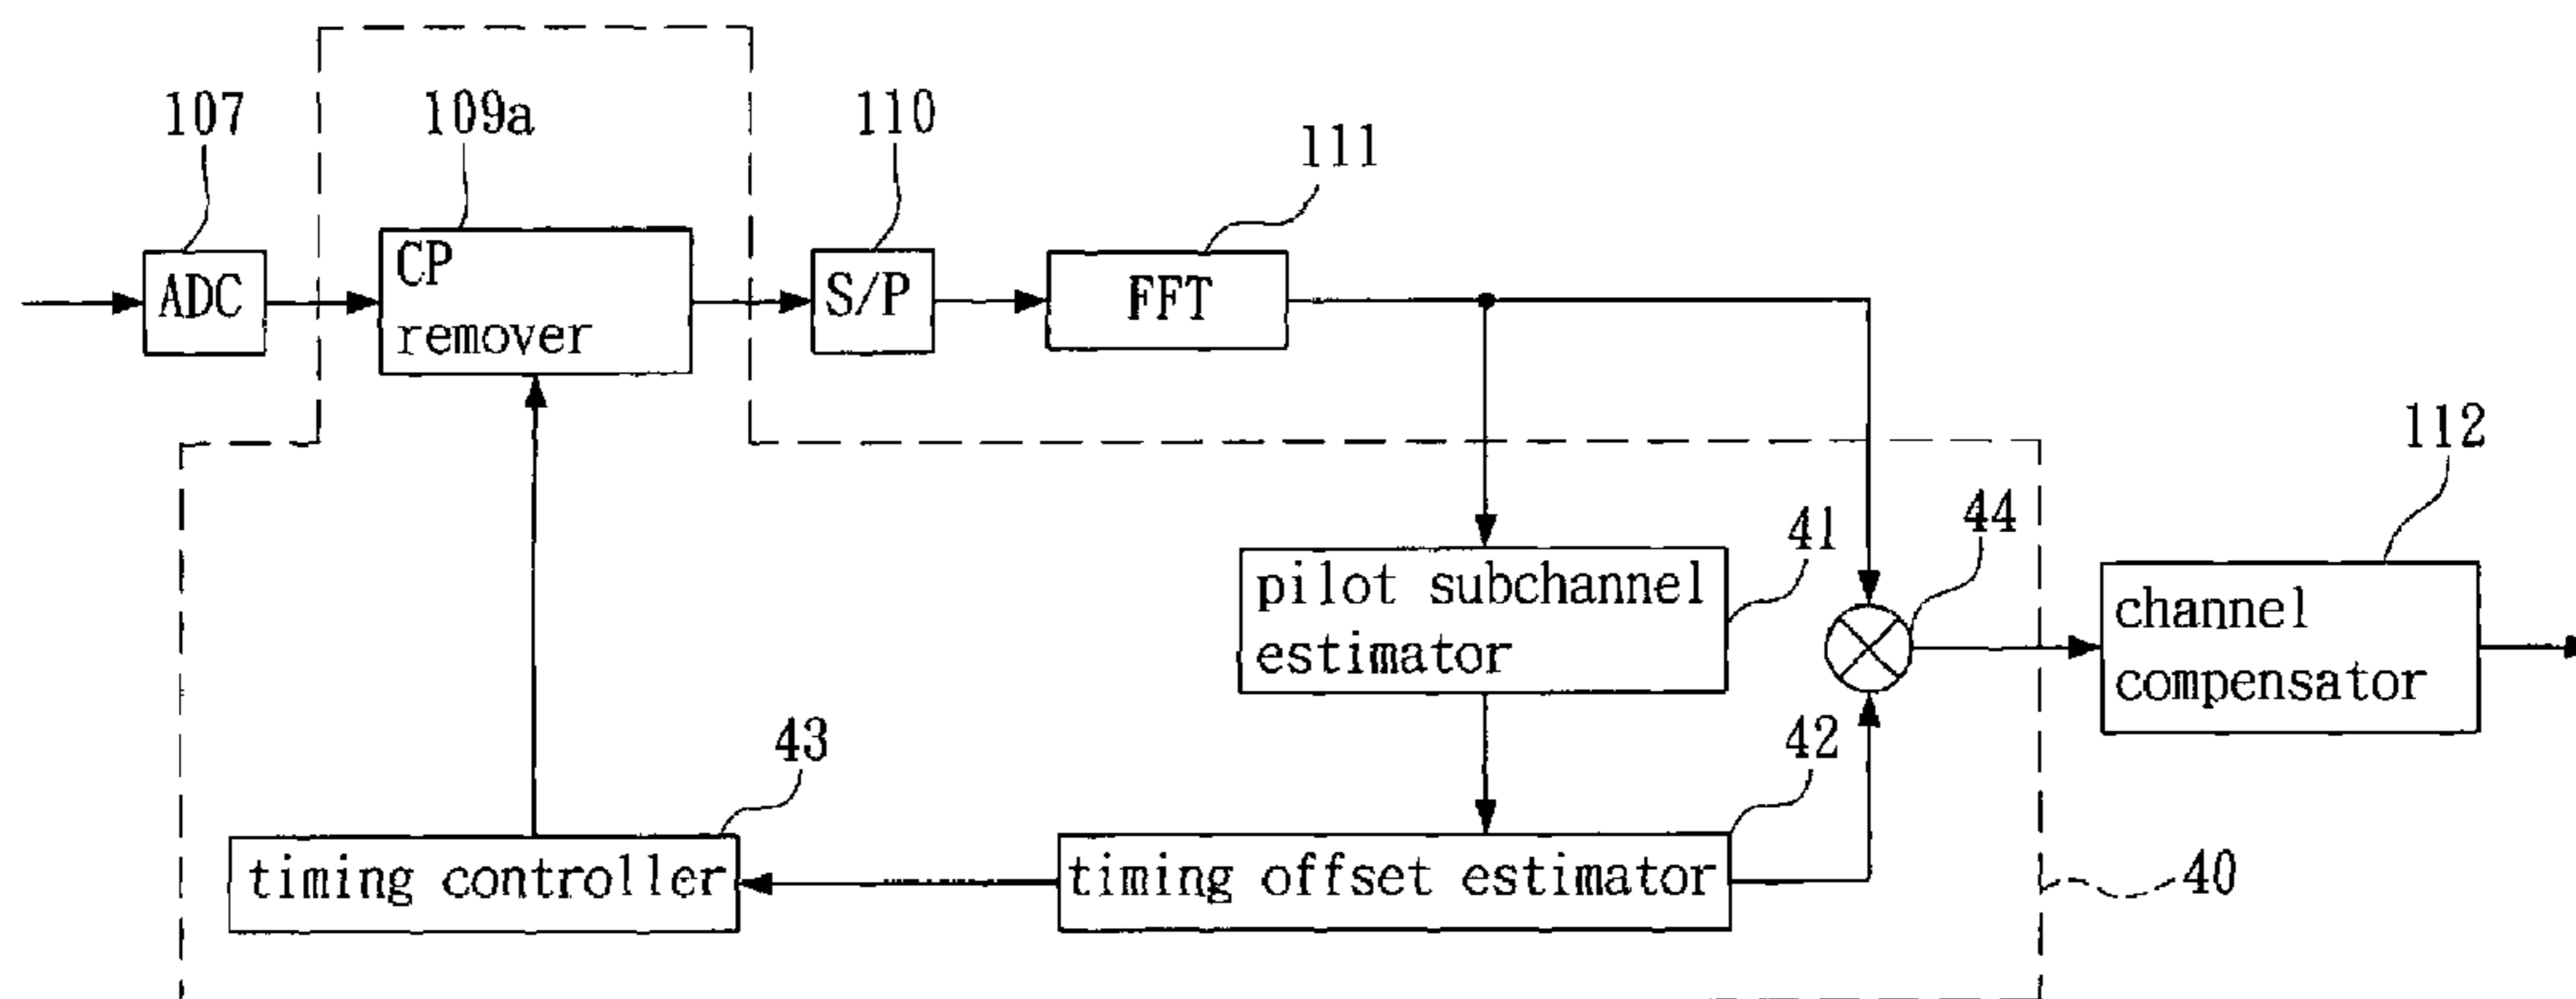 107
109a
110
111
ADC
CP
remover
S/P
FFT
112
41
44
pilot subchannel
estimator
channel
compensator
43
42
timing controller
timing offset estimator
40